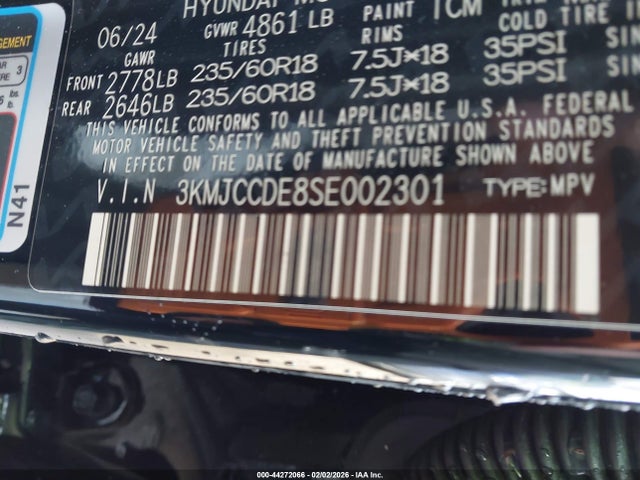 HYUNDAI
06/24 GVWR 4861 LB PAINT TCM
GAWR TIRES RIMS COLD TIRE
FRONT 2778LB 235/60R18 7.5J×18 35PSI
REAR 2646LB 235/60R18 7.5J×18 35PSI
THIS VEHICLE CONFORMS TO ALL APPLICABLE U.S.A. FEDERAL
MOTOR VEHICLE SAFETY AND THEFT PREVENTION STANDARDS
IN EFFECT ON THE DATE OF MANUFACTURE SHOWN ABOVE
V.I.N 3KMJCCDE8SE002301 TYPE: MPV
3
N41
000-44272066 - 02/02/2026 - IAA Inc.